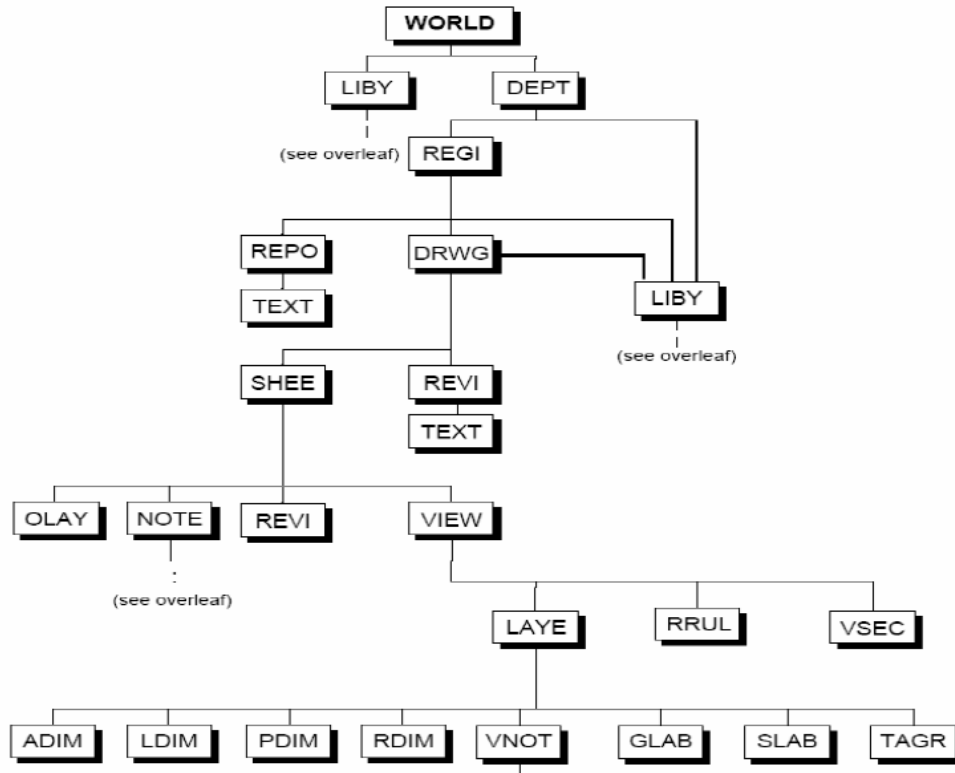 WORLD
LIBY DEPT
(see overleaf)
REGI
REPO DRWG
TEXT LIBY
(see overleaf)
SHEE REVI
TEXT
OLAY NOTE REVI VIEW
:
(see overleaf)
LAYE RRUL VSEC
ADIM LDIM PDIM RDIM VNOT GLAB SLAB TAGR